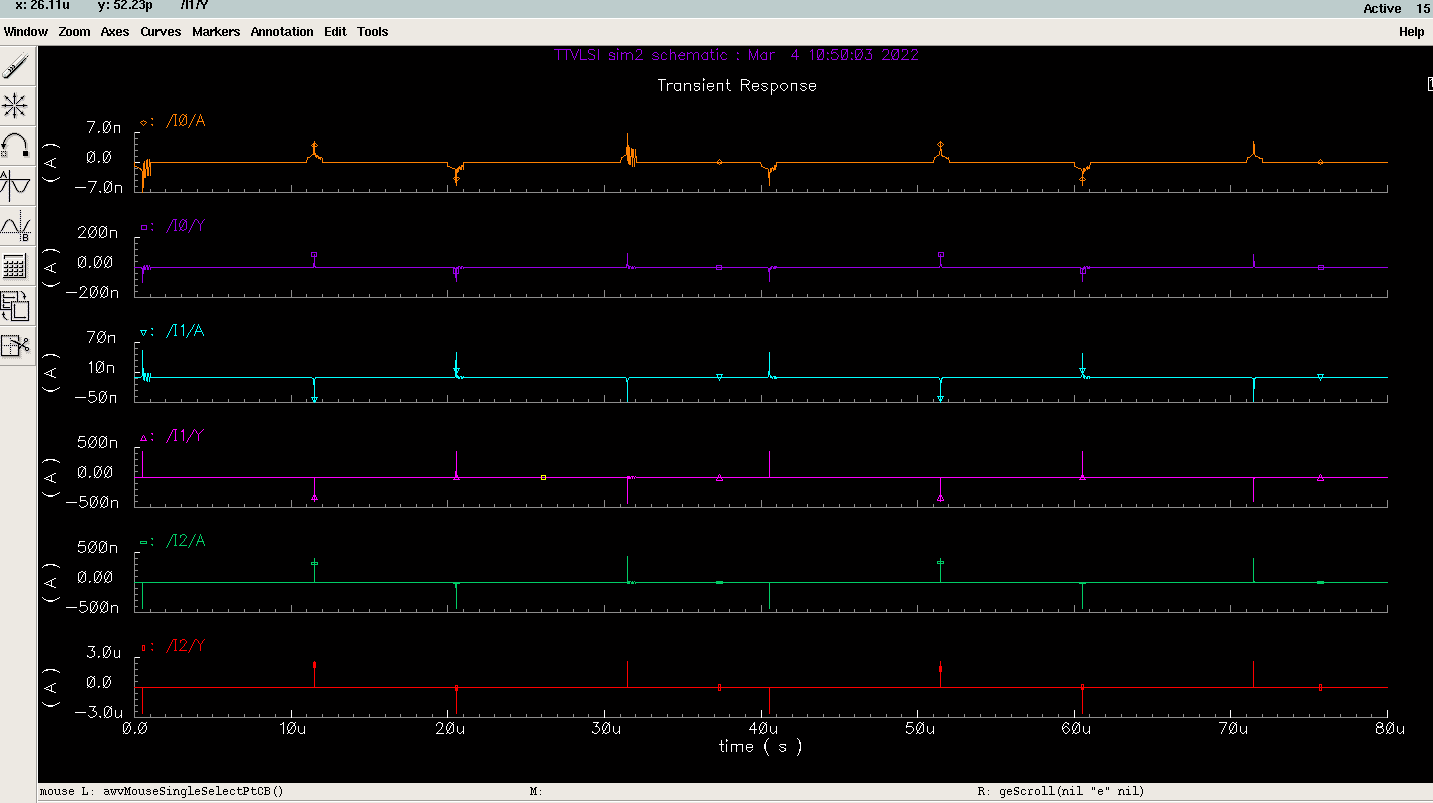 x: 26.11u y: 52.23p /I1/Y
Active 15
Window Zoom Axes Curves Markers Annotation Edit Tools Help
TTVLSI sim2 schematic : Mar 4 10:50:03 2022
Transient Response
: /I0/A
7.0n
0.0
-7.0n
( A )
: /I0/Y
200n
0.00
-200n
( A )
: /I1/A
70n
10n
-50n
( A )
: /I1/Y
500n
0.00
-500n
( A )
: /I2/A
500n
0.00
-500n
( A )
: /I2/Y
3.0u
0.0
-3.0u
( A )
0.0 10u 20u 30u 40u 50u 60u 70u 80u
time ( s )
mouse L: awvMouseSingleSelectPtCB() M: R: geScroll(nil "e" nil)